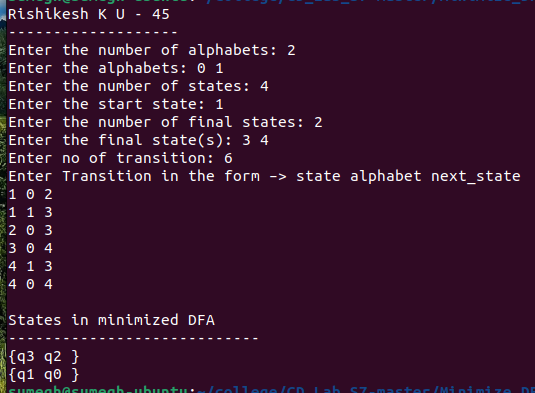 Rishikesh K U - 45
-------------------
Enter the number of alphabets: 2
Enter the alphabets: 0 1
Enter the number of states: 4
Enter the start state: 1
Enter the number of final states: 2
Enter the final state(s): 3 4
Enter no of transition: 6
Enter Transition in the form -> state alphabet next_state
1 0 2
1 1 3
2 0 3
3 0 4
4 1 3
4 0 4
States in minimized DFA
----------------------------
{q3 q2 }
{q1 q0 }
sumegh@sumegh-ubuntu:~/college/CD_Lab_S7-master/Minimize_DF